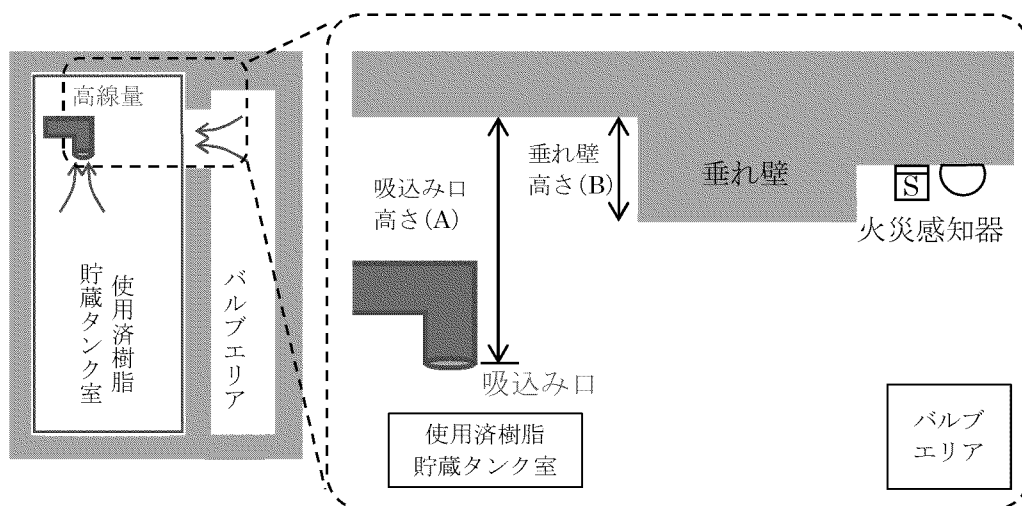 高線量
使用済樹脂
貯蔵タンク室
バルブエリア
吸込み口
高さ(A)
垂れ壁
高さ(B)
垂れ壁
S
火災感知器
吸込み口
使用済樹脂
貯蔵タンク室
バルブ
エリア